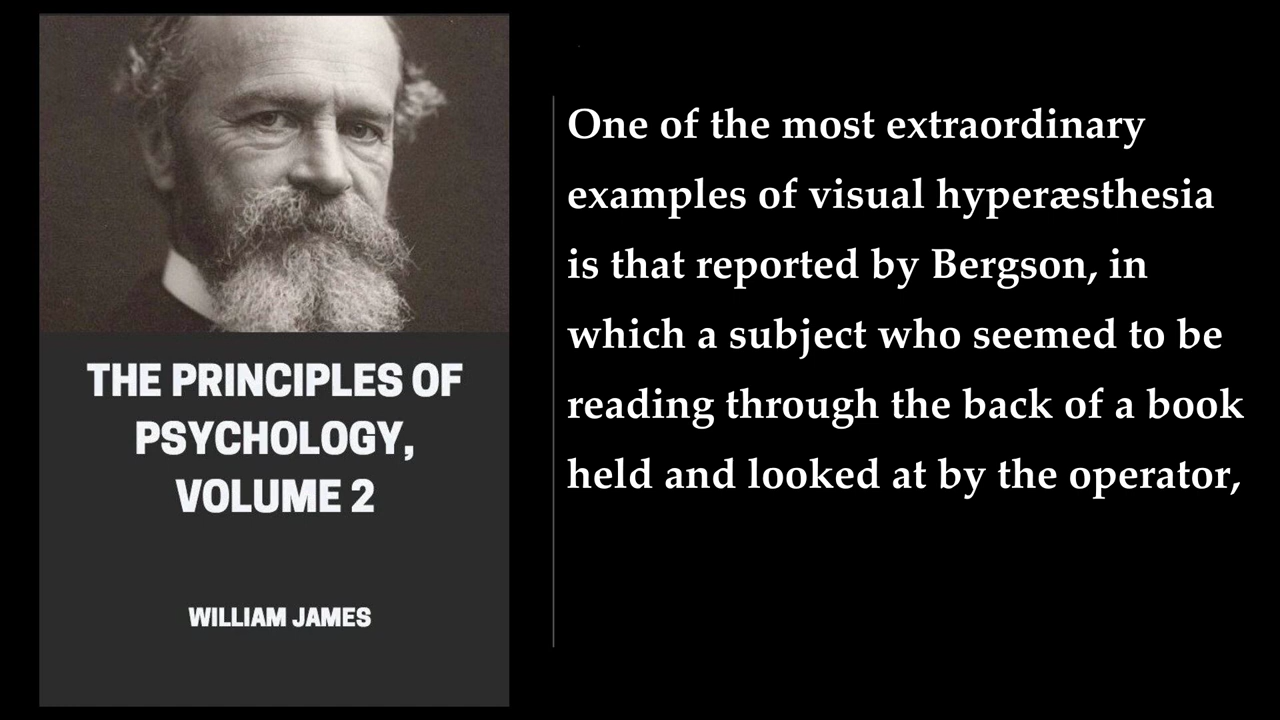 THE PRINCIPLES OF
PSYCHOLOGY,
VOLUME 2
WILLIAM JAMES
One of the most extraordinary
examples of visual hyperæsthesia
is that reported by Bergson, in
which a subject who seemed to be
reading through the back of a book
held and looked at by the operator,